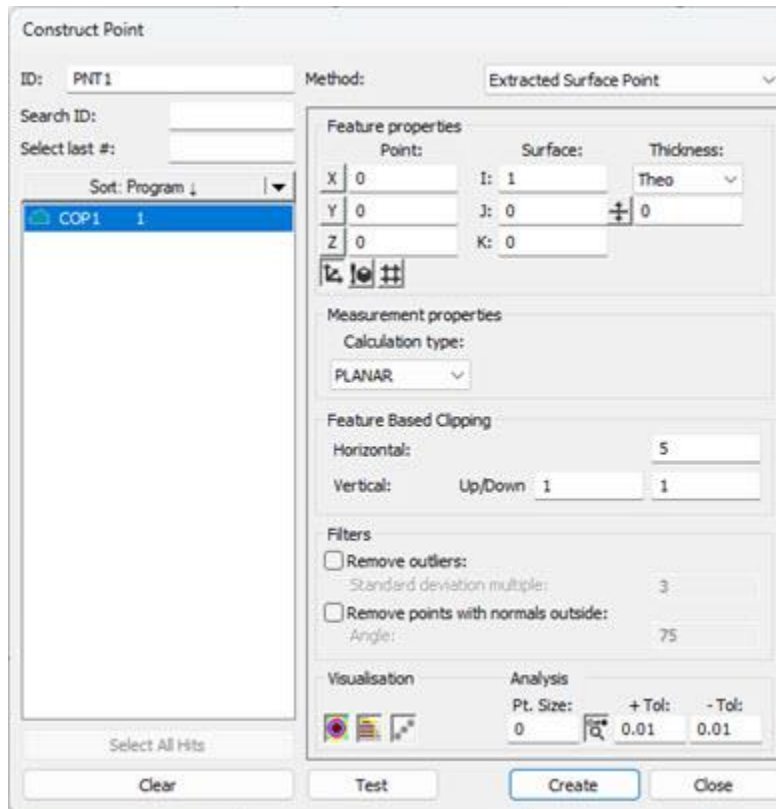 Construct Point
ID: PNT1
Search ID:
Select last #:
Sort: Program ↓
COP1 1
Select All Hits
Clear
Method: Extracted Surface Point
Feature properties
Point: Surface: Thickness:
X 0 I: 1 Theo
Y 0 J: 0 0
Z 0 K: 0
Measurement properties
Calculation type:
PLANAR
Feature Based Clipping
Horizontal: 5
Vertical: Up/Down 1 1
Filters
Remove outliers:
Standard deviation multiple: 3
Remove points with normals outside:
Angle: 75
Visualisation Analysis
Pt. Size: + Tol: - Tol:
0 0.01 0.01
Test Create Close